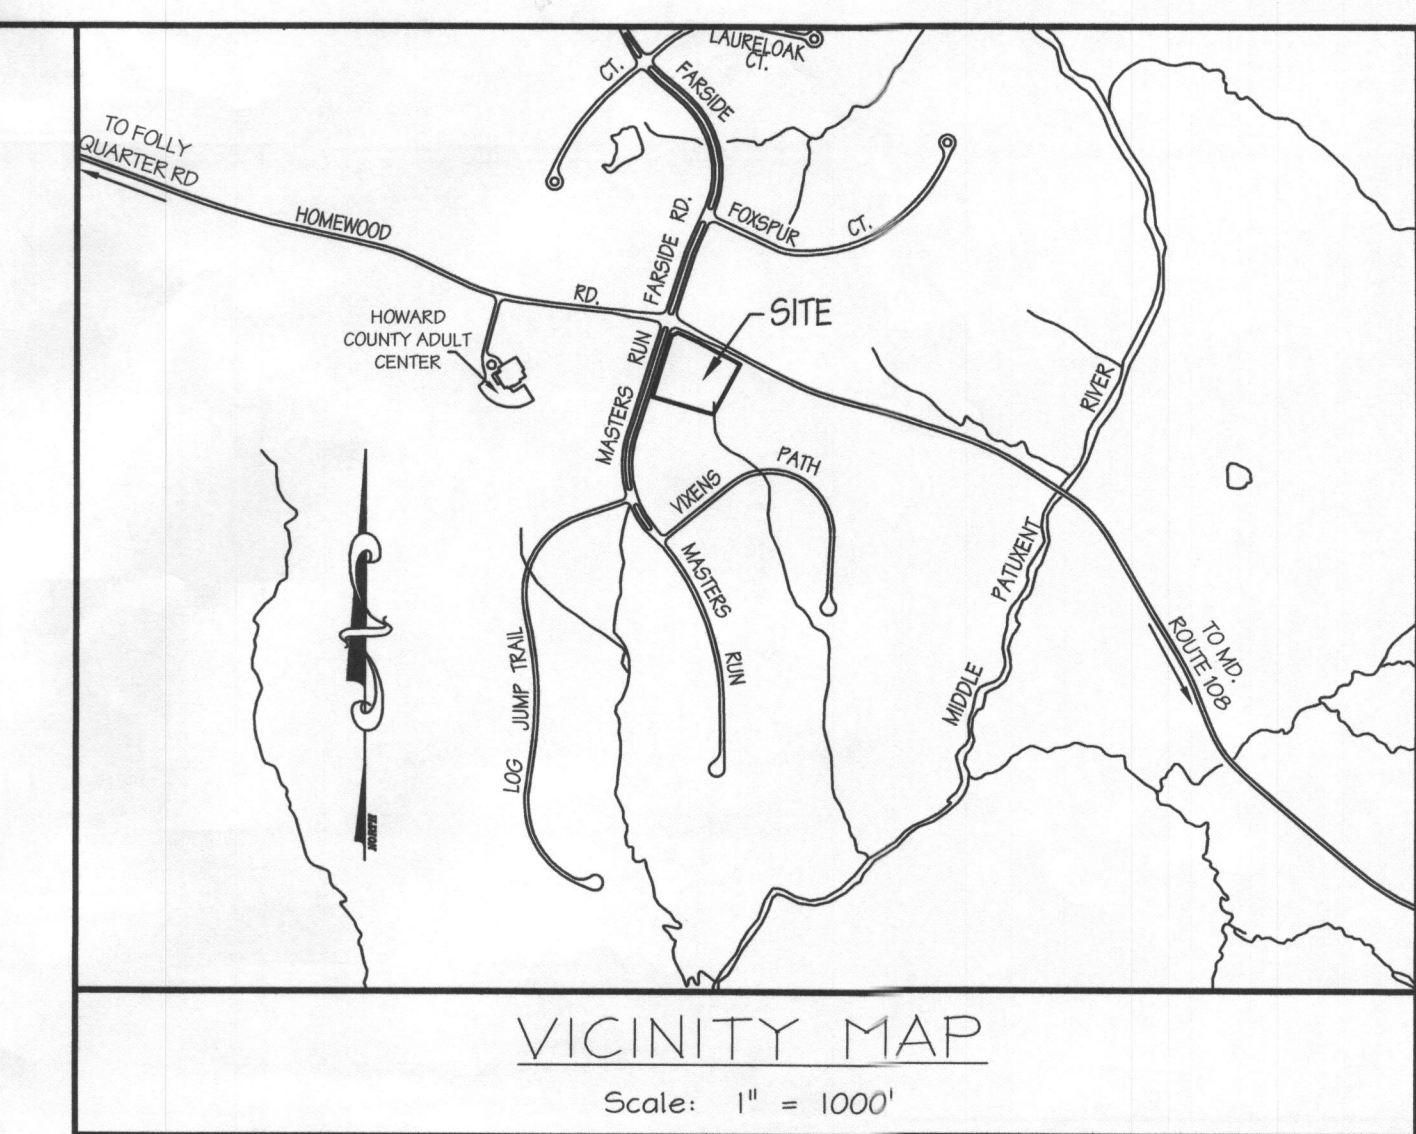 LAURELOAK
CT.
CT.
FARSIDE
TO FOLLY
QUARTER RD
HOMEWOOD
RD.
FOXSPUR
CT.
FARSIDE
RD.
SITE
HOWARD
COUNTY ADULT
CENTER
RUN
MASTERS
RIVER
PATH
VIXENS
PATUXENT
MASTERS
RUN
TO MD.
ROUTE 108
MIDDLE
LOG JUMP TRAIL
NORTH
VICINITY MAP
Scale: 1" = 1000'